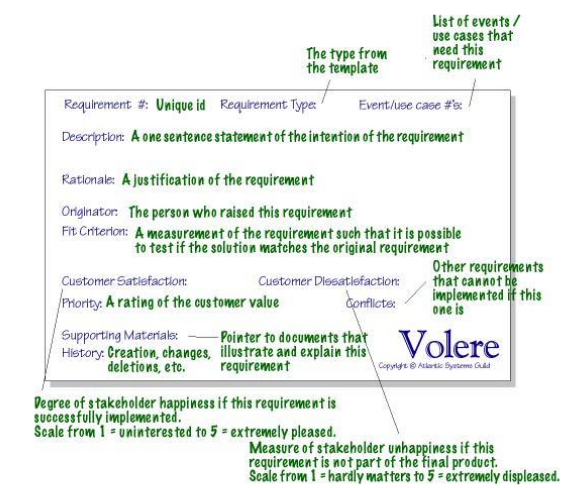 List of events /
use cases that
need this
requirement
The type from
the template
Requirement #: Unique id Requirement Type: Event/use case #'s:
Description: A one sentence statement of the intention of the requirement
Rationale: A justification of the requirement
Originator: The person who raised this requirement
Fit Criterion: A measurement of the requirement such that it is possible
to test if the solution matches the original requirement
Other requirements
that cannot be
implemented if this
one is
Customer Satisfaction: Customer Dissatisfaction:
Priority: A rating of the customer value Conflicts:
Supporting Materials: Pointer to documents that
illustrate and explain this
requirement
History: Creation, changes,
deletions, etc.
Volere
Copyright © Atlantic Systems Guild
Degree of stakeholder happiness if this requirement is
successfully implemented.
Scale from 1 = uninterested to 5 = extremely pleased.
Measure of stakeholder unhappiness if this
requirement is not part of the final product.
Scale from 1 = hardly matters to 5 = extremely displeased.